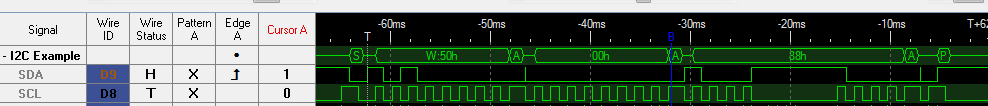 Signal Wire ID Wire Status Pattern A Edge A Cursor A -60ms -50ms -40ms -30ms -20ms -10ms T+62
T B
- I2C Example • S W:50h A 00h A 88h A P
SDA D9 H X 1
SCL D8 T X 0